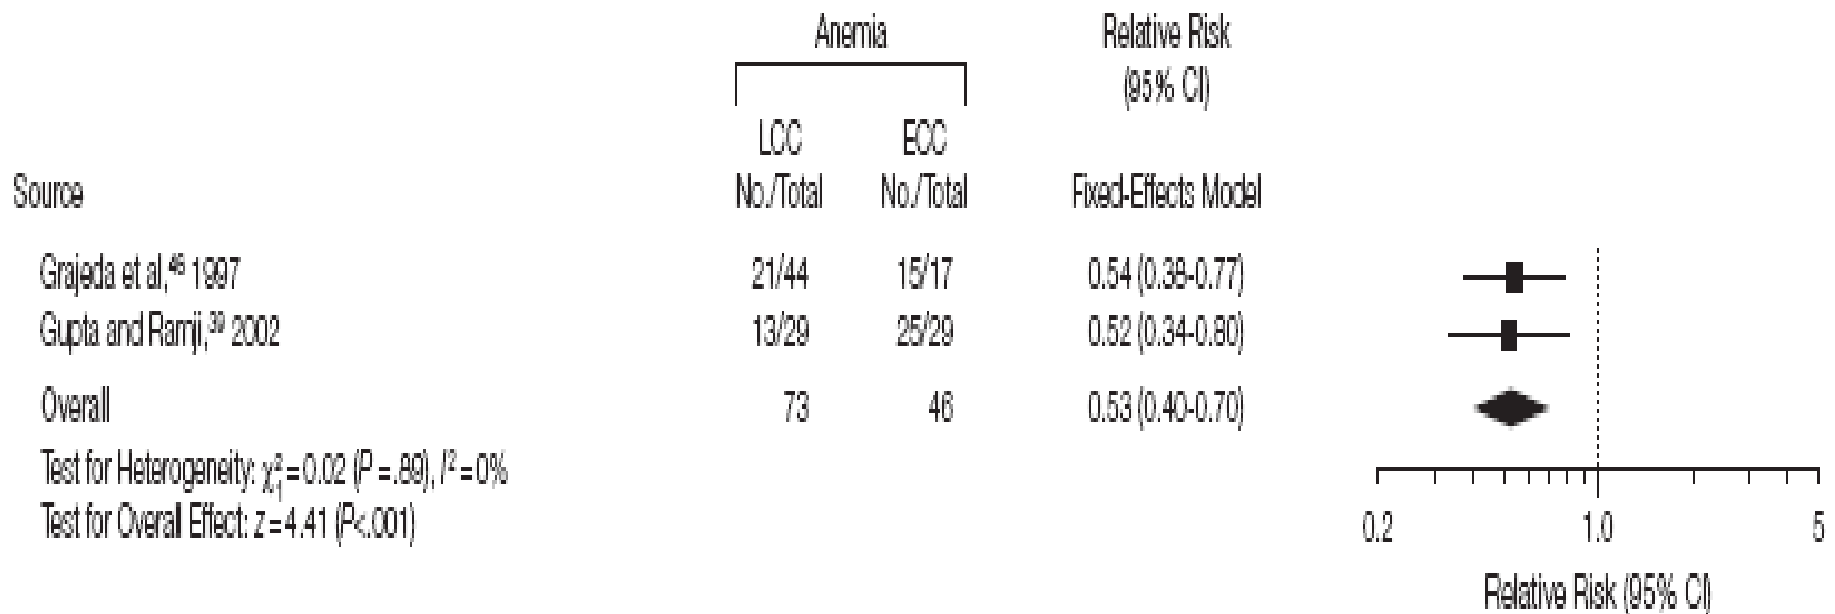 Anemia
Relative Risk
(95% CI)
LCC
ECC
Source
No./Total
No./Total
Fixed-Effects Model
Grajeda et al,46 1997
21/44
15/17
0.54 (0.38-0.77)
Gupta and Ramji,39 2002
13/29
25/29
0.52 (0.34-0.80)
Overall
73
46
0.53 (0.40-0.70)
Test for Heterogeneity: χ²₁=0.02 (P=.89), I²=0%
Test for Overall Effect: z=4.41 (P<.001)
0.2
1.0
5
Relative Risk (95% CI)